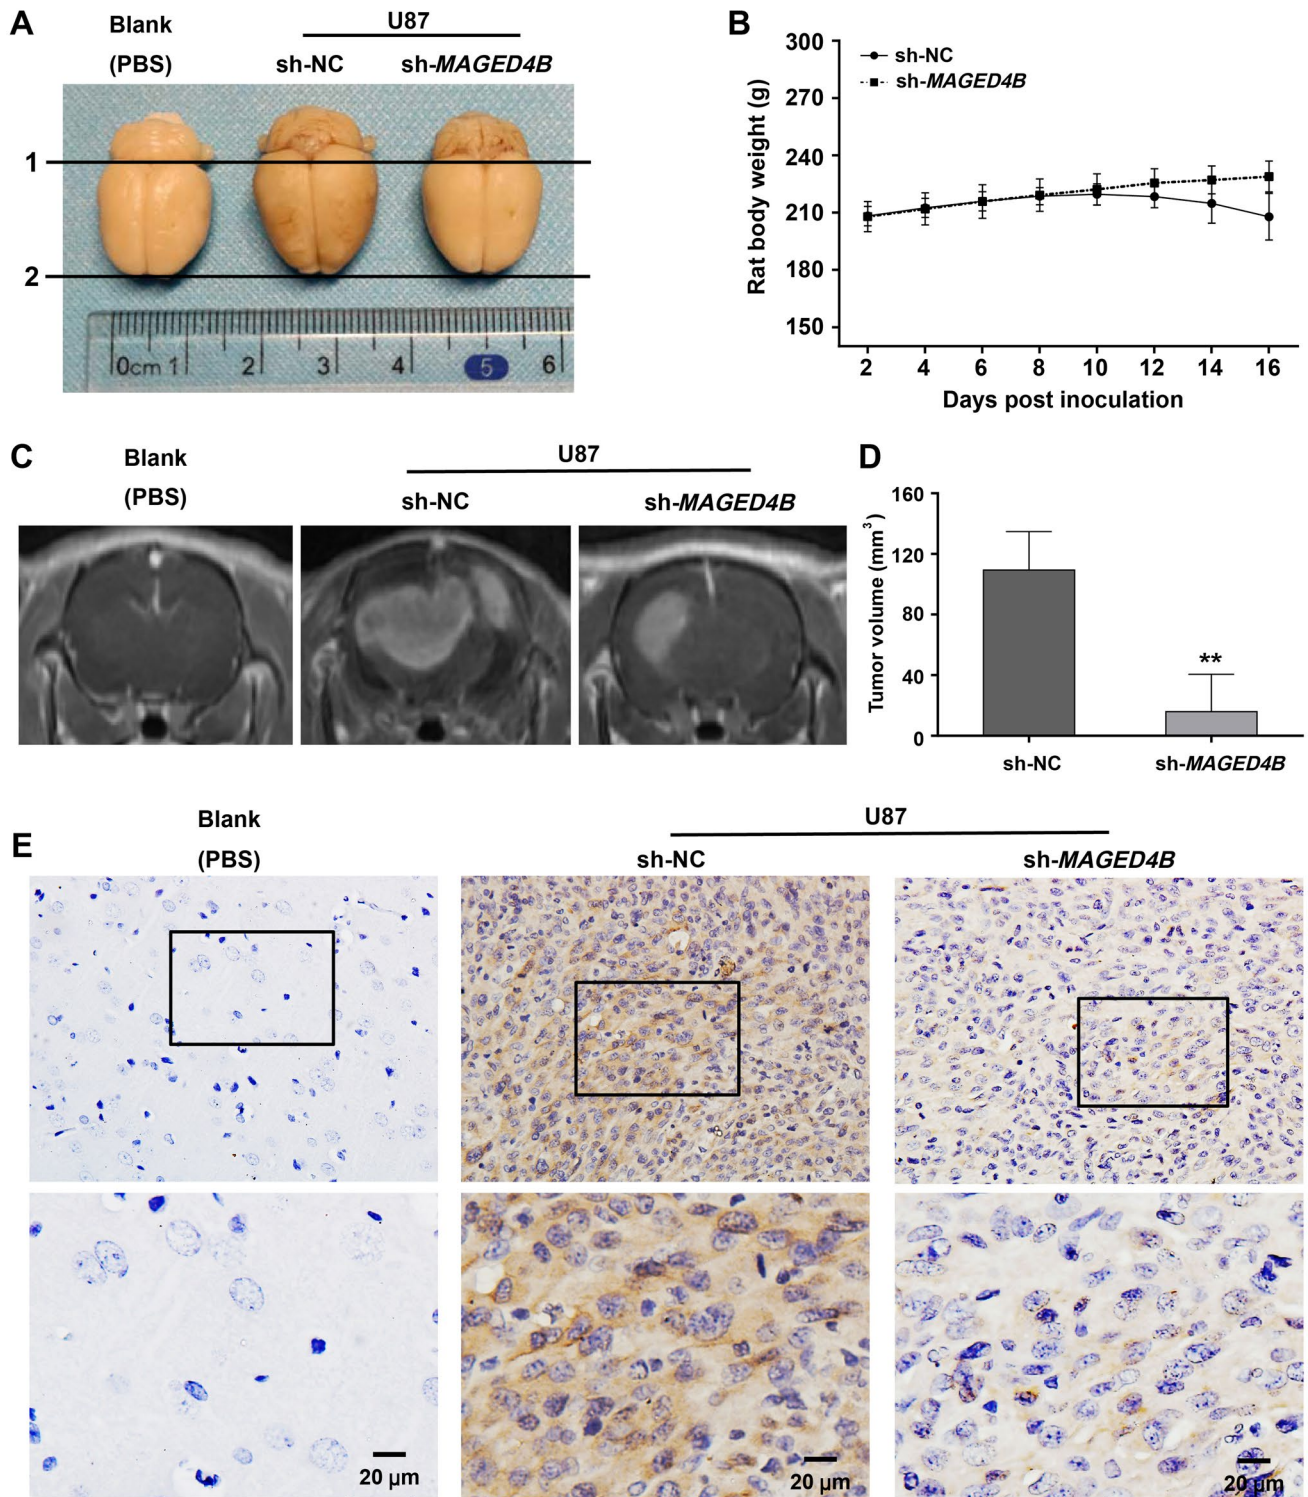 A
Blank
(PBS)
U87
sh-NC
sh-MAGED4B
1
2
0cm 1 2 3 4 5 6
B
Rat body weight (g)
300
270
240
210
180
150
sh-NC
sh-MAGED4B
2 4 6 8 10 12 14 16
Days post inoculation
C
Blank
(PBS)
U87
sh-NC
sh-MAGED4B
D
Tumor volume (mm³)
160
120
80
40
0
**
sh-NC
sh-MAGED4B
E
Blank
(PBS)
U87
sh-NC
sh-MAGED4B
20 µm
20 µm
20 µm